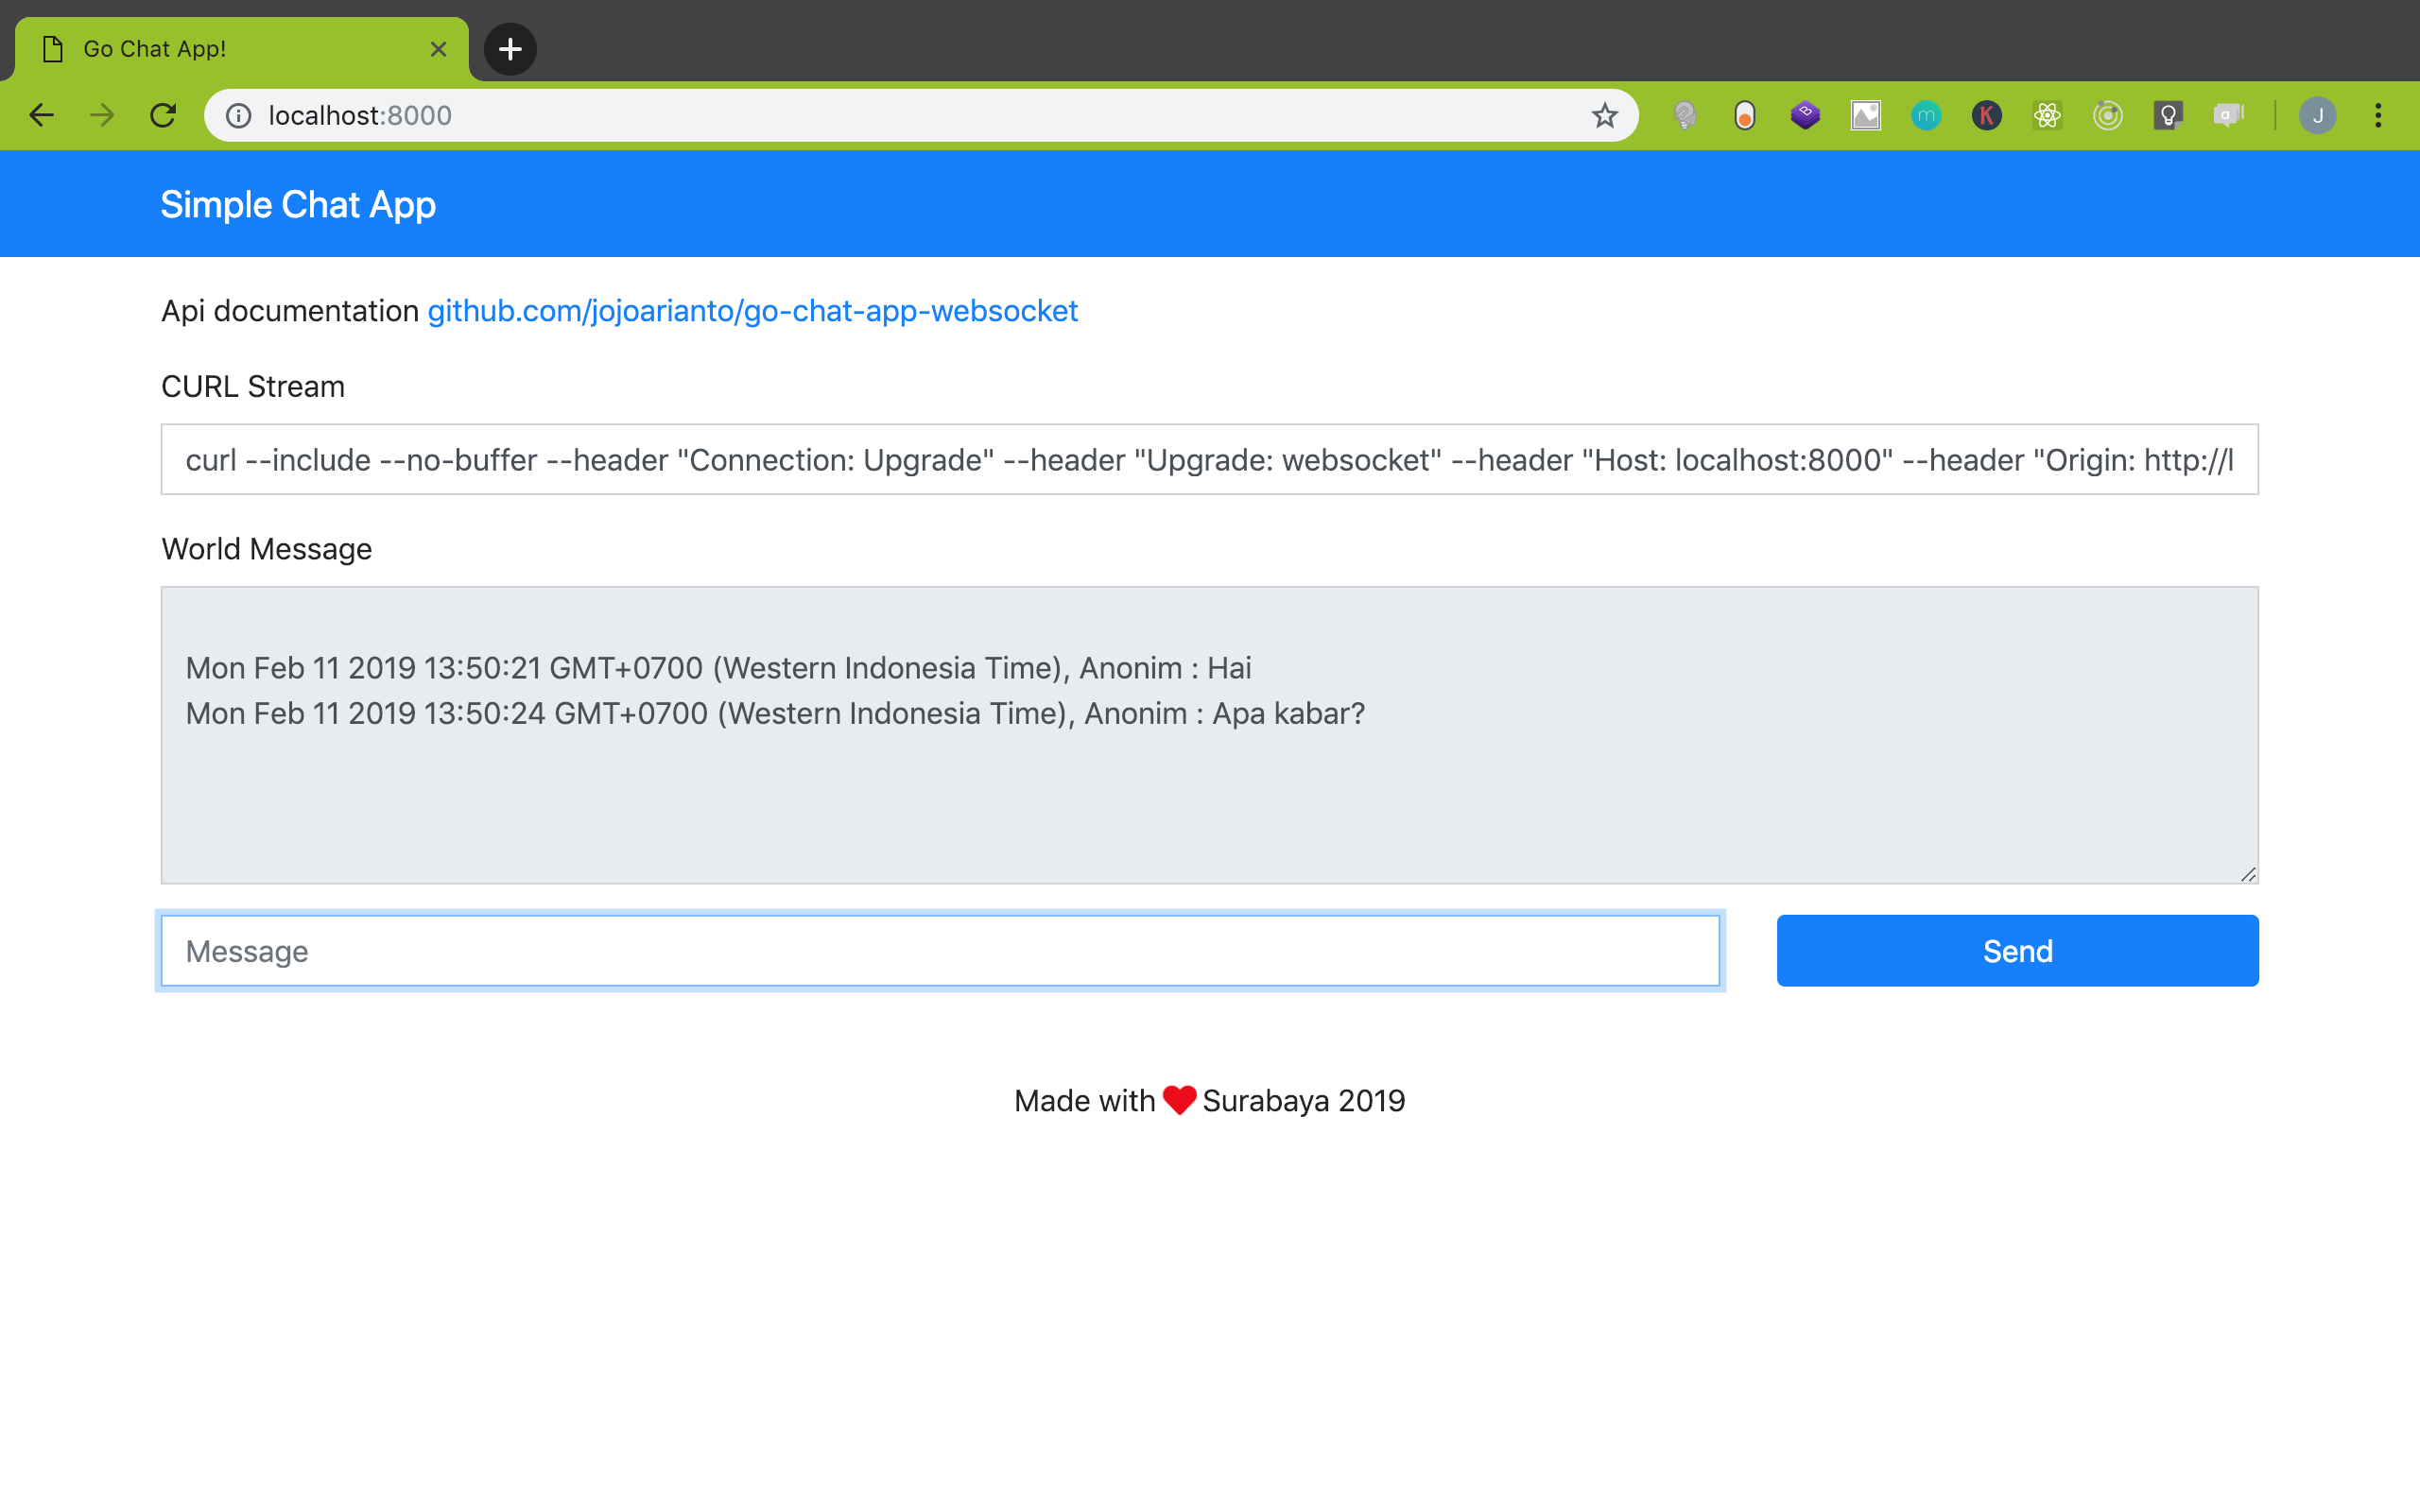 Go Chat App!
localhost:8000
m
K
a
J
Simple Chat App
Api documentation github.com/jojoarianto/go-chat-app-websocket
CURL Stream
curl --include --no-buffer --header "Connection: Upgrade" --header "Upgrade: websocket" --header "Host: localhost:8000" --header "Origin: http://l
World Message
Mon Feb 11 2019 13:50:21 GMT+0700 (Western Indonesia Time), Anonim : Hai
Mon Feb 11 2019 13:50:24 GMT+0700 (Western Indonesia Time), Anonim : Apa kabar?
Message
Send
Made with ❤ Surabaya 2019